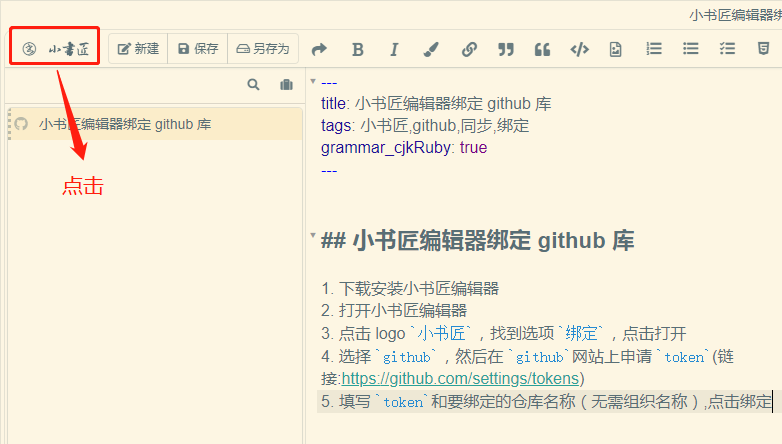 小书匠编辑器绑
小书匠 新建 保存 另存为
小书匠编辑器绑定 github 库
点击
---
title: 小书匠编辑器绑定 github 库
tags: 小书匠,github,同步,绑定
grammar_cjkRuby: true
---
## 小书匠编辑器绑定 github 库
1. 下载安装小书匠编辑器
2. 打开小书匠编辑器
3. 点击 logo `小书匠`，找到选项 `绑定`，点击打开
4. 选择 `github`，然后在 `github`网站上申请 `token`(链
接:https://github.com/settings/tokens)
5. 填写 `token`和要绑定的仓库名称（无需组织名称）,点击绑定